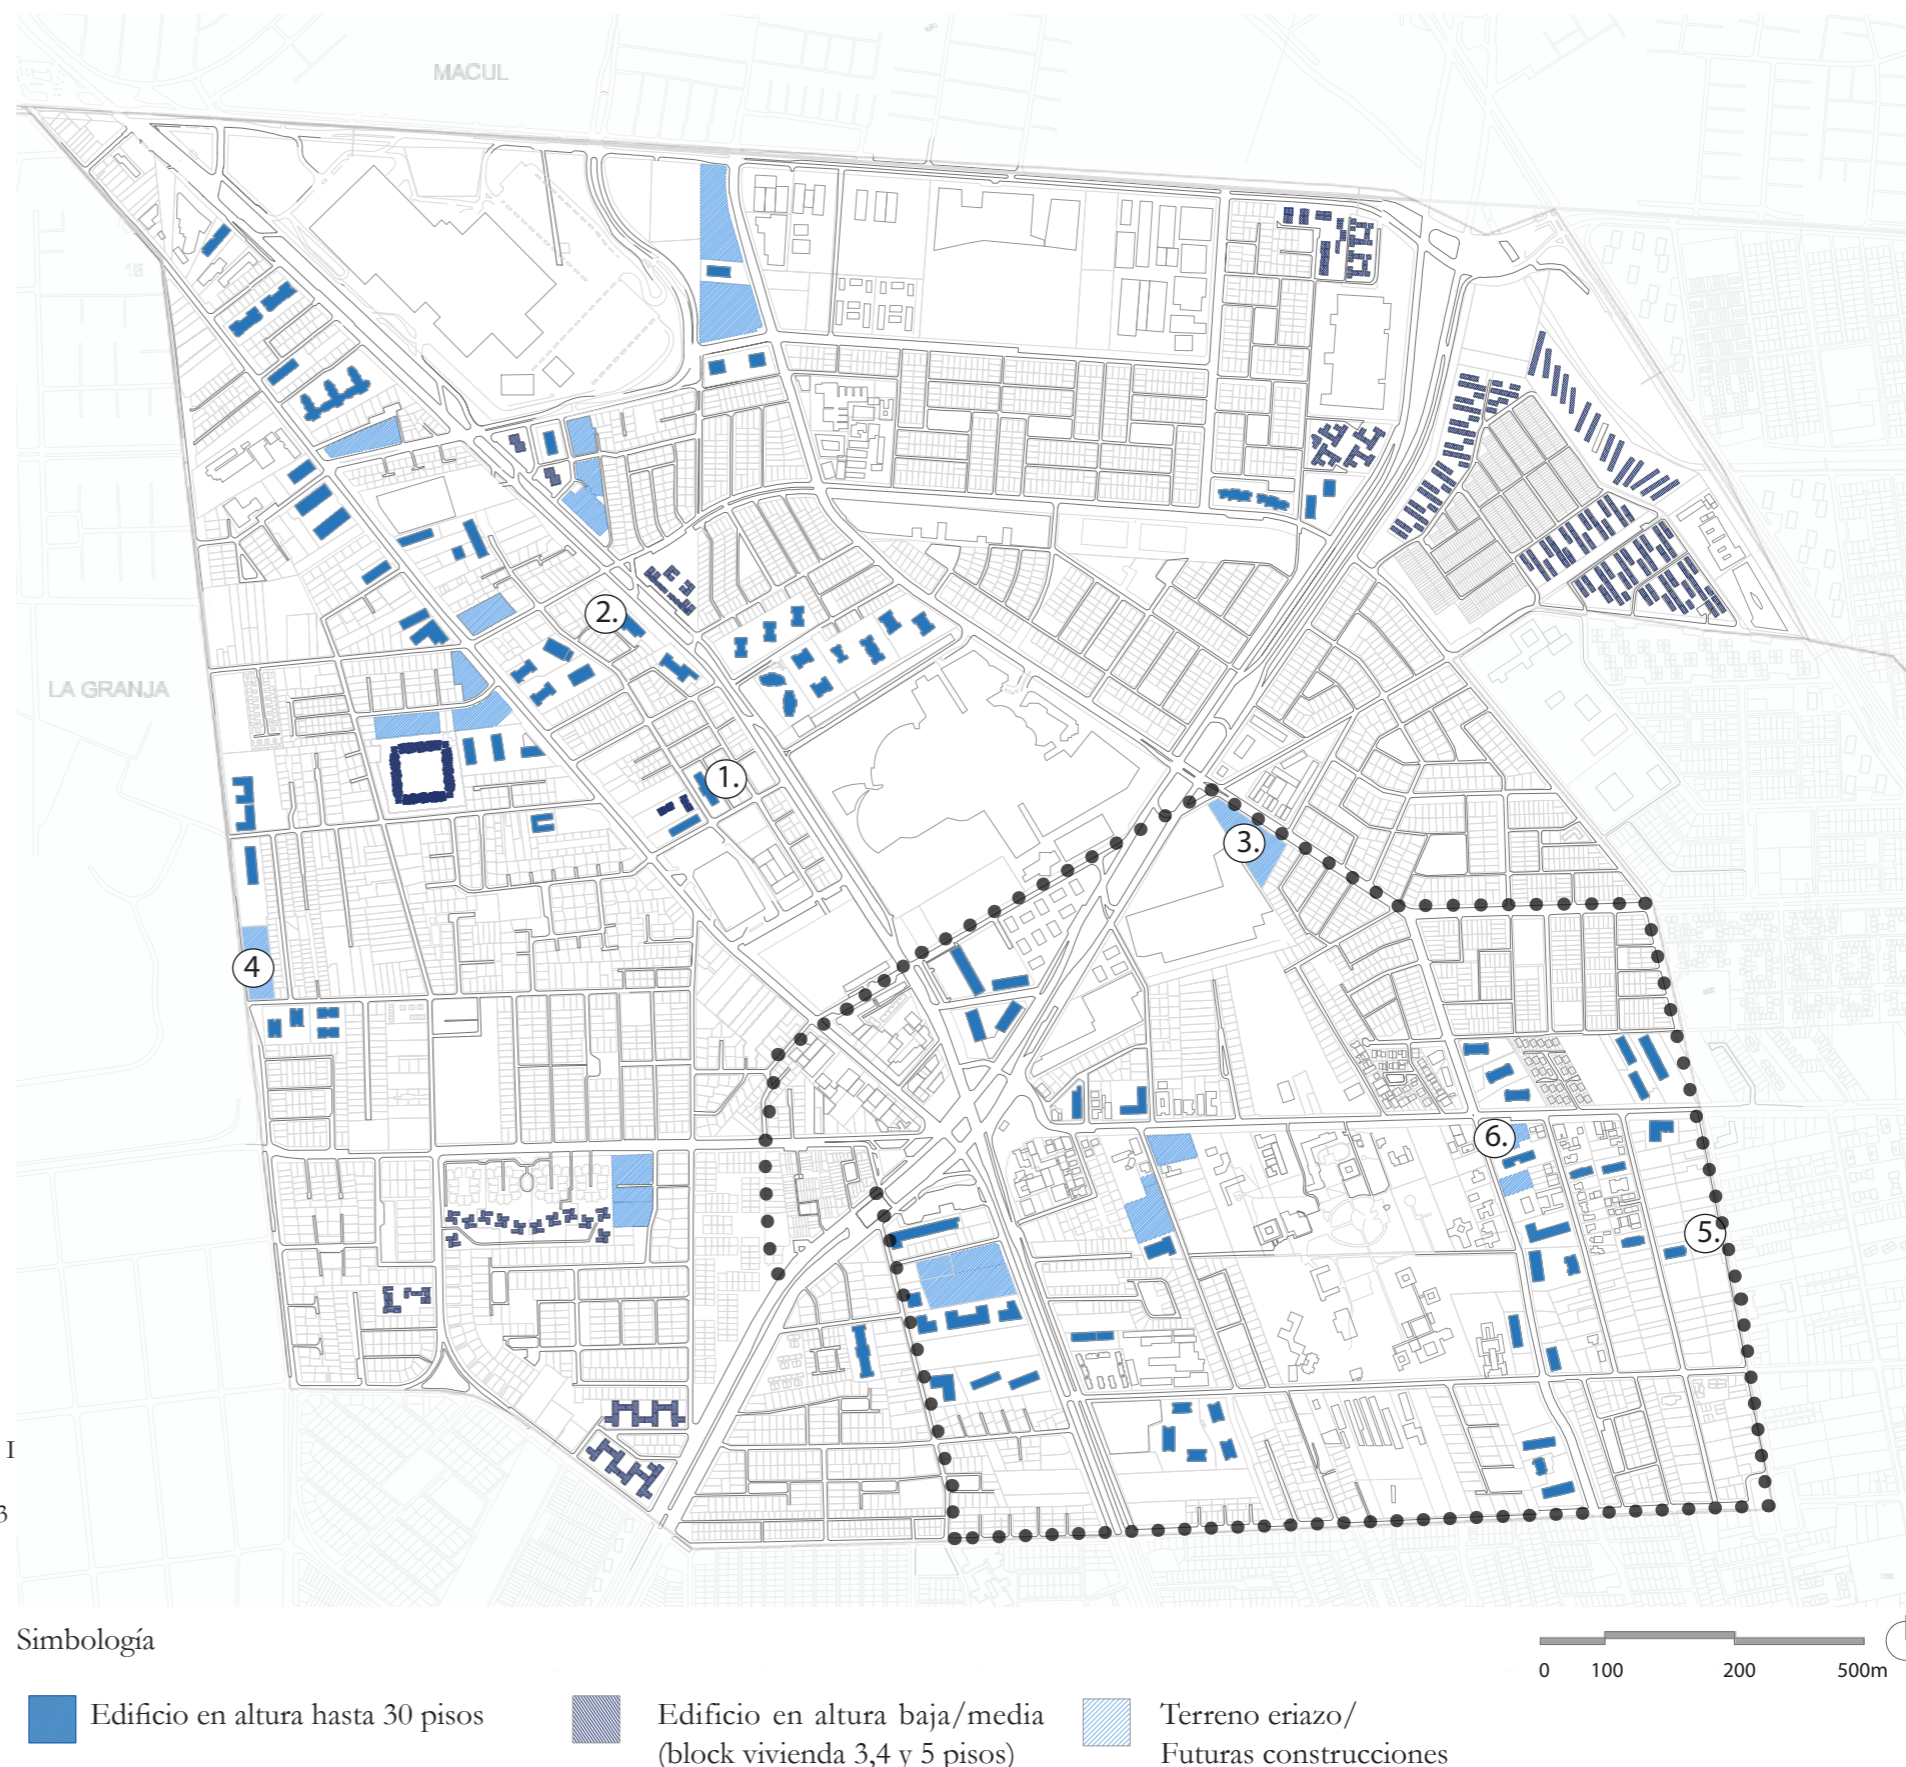 MACUL
LA GRANJA
2.
1.
3.
4
6.
5.
I
3
Simbología
0 100 200 500m
Edificio en altura hasta 30 pisos
Edificio en altura baja/media
(block vivienda 3,4 y 5 pisos)
Terreno eriazo/
Futuras construcciones